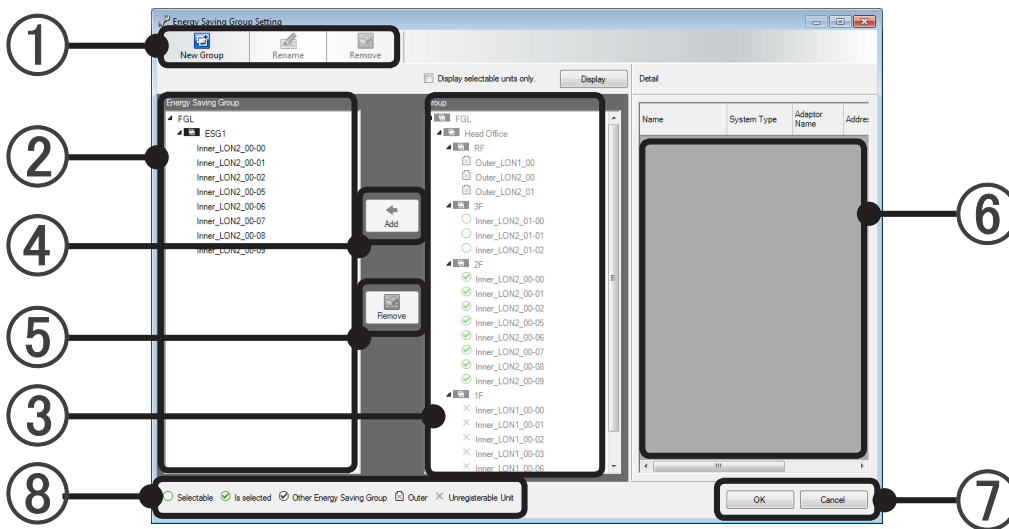 Energy Saving Group Setting
New Group Rename Remove
Display selectable units only. Display Detail
Energy Saving Group
FGL
ESG1
Inner_LON2_00-00
Inner_LON2_00-01
Inner_LON2_00-02
Inner_LON2_00-05
Inner_LON2_00-06
Inner_LON2_00-07
Inner_LON2_00-08
Inner_LON2_00-09
Add
Remove
roup
FGL
Head Office
RF
Outer_LON1_00
Outer_LON2_00
Outer_LON2_01
3F
Inner_LON2_01-00
Inner_LON2_01-01
Inner_LON2_01-02
2F
Inner_LON2_00-00
Inner_LON2_00-01
Inner_LON2_00-02
Inner_LON2_00-05
Inner_LON2_00-06
Inner_LON2_00-07
Inner_LON2_00-08
Inner_LON2_00-09
1F
Inner_LON1_00-00
Inner_LON1_00-01
Inner_LON1_00-02
Inner_LON1_00-03
Inner_LON1_00-06
Name System Type Adaptor Name Addres
Selectable Is selected Other Energy Saving Group Outer Unregisterable Unit
OK Cancel
1
2
4
5
3
8
6
7